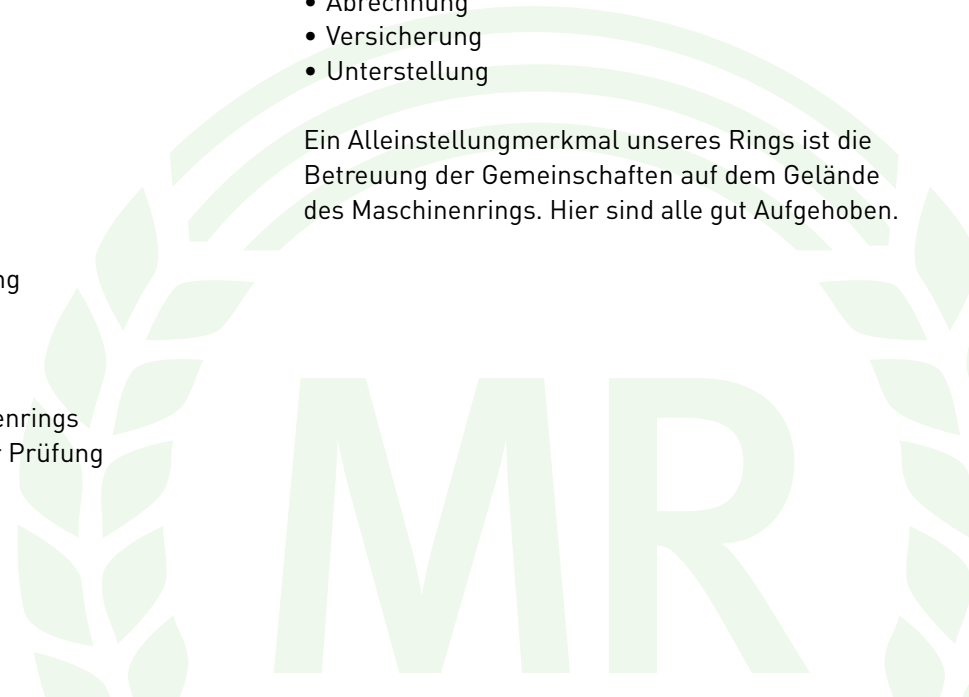 • Abrechnung
• Versicherung
• Unterstellung
Ein Alleinstellungmerkmal unseres Rings ist die
Betreuung der Gemeinschaften auf dem Gelände
des Maschinenrings. Hier sind alle gut Aufgehoben.
ng
enrings
Prüfung
MR